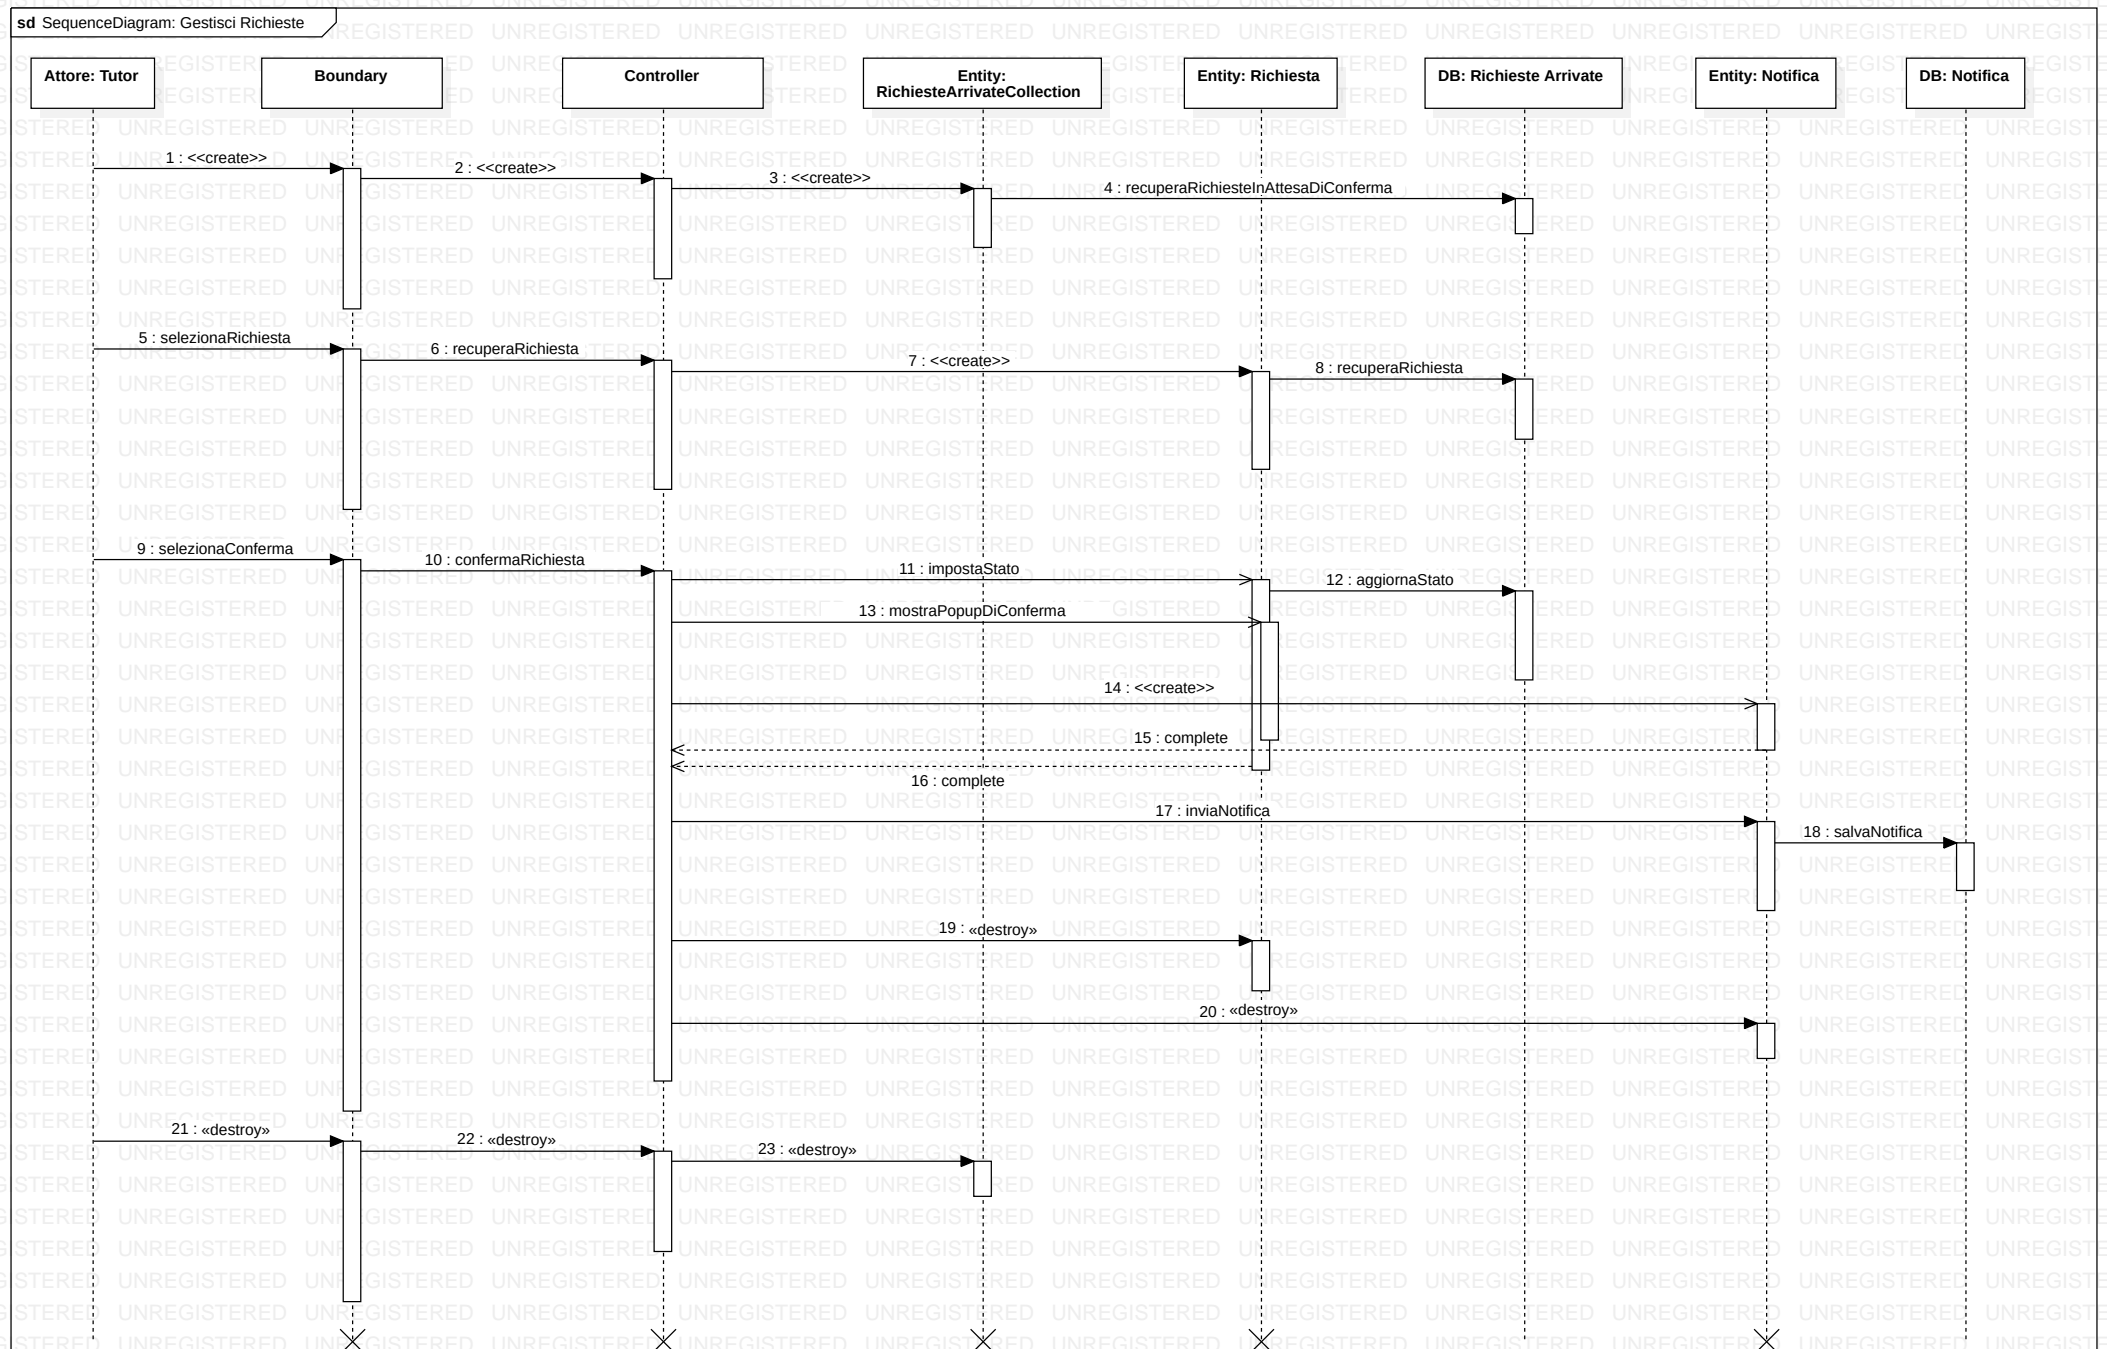 sd SequenceDiagram: Gestisci Richieste
Attore: Tutor
Boundary
Controller
Entity:
RichiesteArrivateCollection
Entity: Richiesta
DB: Richieste Arrivate
Entity: Notifica
DB: Notifica
1 : <<create>>
2 : <<create>>
3 : <<create>>
4 : recuperaRichiesteInAttesaDiConferma
5 : selezionaRichiesta
6 : recuperaRichiesta
7 : <<create>>
8 : recuperaRichiesta
9 : selezionaConferma
10 : confermaRichiesta
11 : impostaStato
12 : aggiornaStato
13 : mostraPopupDiConferma
14 : <<create>>
15 : complete
16 : complete
17 : inviaNotifica
18 : salvaNotifica
19 : «destroy»
20 : «destroy»
21 : «destroy»
22 : «destroy»
23 : «destroy»
UNREGISTERED